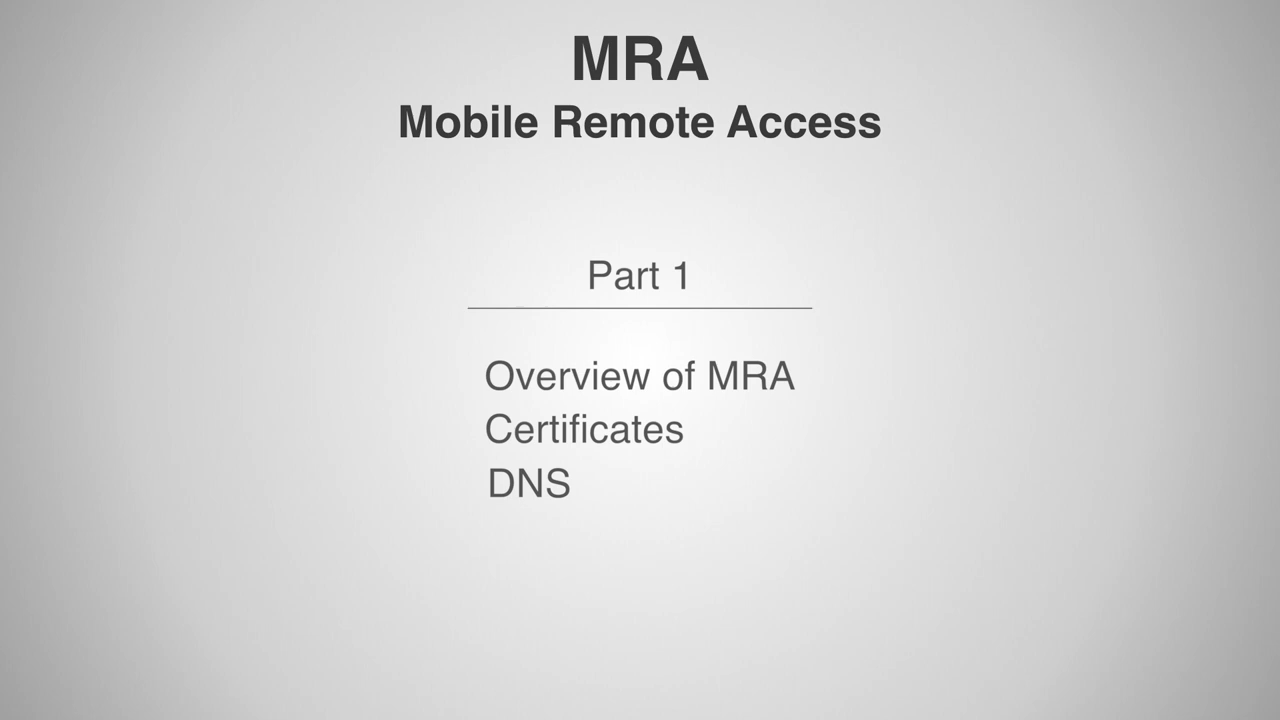 MRA
Mobile Remote Access
Part 1
Overview of MRA
Certificates
DNS